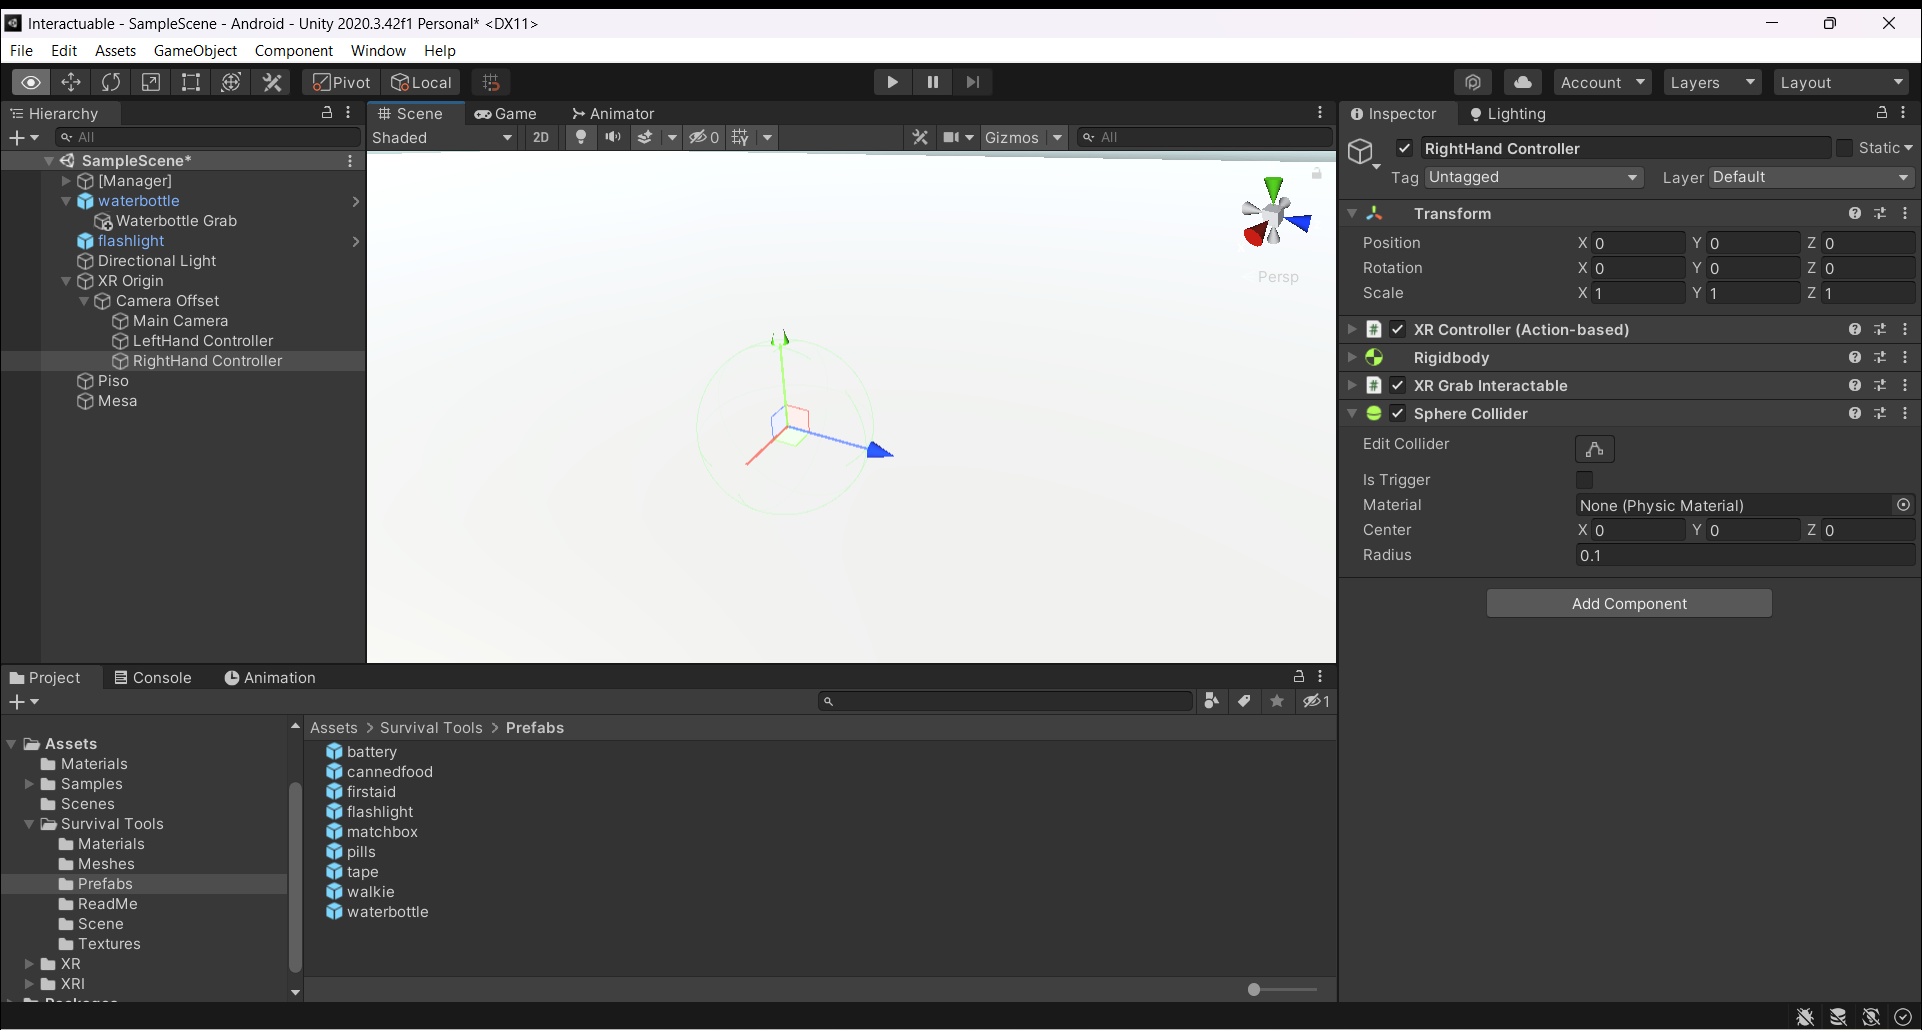 Interactuable - SampleScene - Android - Unity 2020.3.42f1 Personal* <DX11>
File Edit Assets GameObject Component Window Help
Pivot Local Account Layers Layout
Hierarchy
All
SampleScene*
[Manager]
waterbottle
Waterbottle Grab
flashlight
Directional Light
XR Origin
Camera Offset
Main Camera
LeftHand Controller
RightHand Controller
Piso
Mesa
Scene Game Animator
Shaded 2D 0 Gizmos All
Persp
Inspector Lighting
RightHand Controller Static
Tag Untagged Layer Default
Transform
Position X 0 Y 0 Z 0
Rotation X 0 Y 0 Z 0
Scale X 1 Y 1 Z 1
XR Controller (Action-based)
Rigidbody
XR Grab Interactable
Sphere Collider
Edit Collider
Is Trigger
Material None (Physic Material)
Center X 0 Y 0 Z 0
Radius 0.1
Add Component
Project Console Animation
1
Assets
Materials
Samples
Scenes
Survival Tools
Materials
Meshes
Prefabs
ReadMe
Scene
Textures
XR
XRI
Assets > Survival Tools > Prefabs
battery
cannedfood
firstaid
flashlight
matchbox
pills
tape
walkie
waterbottle